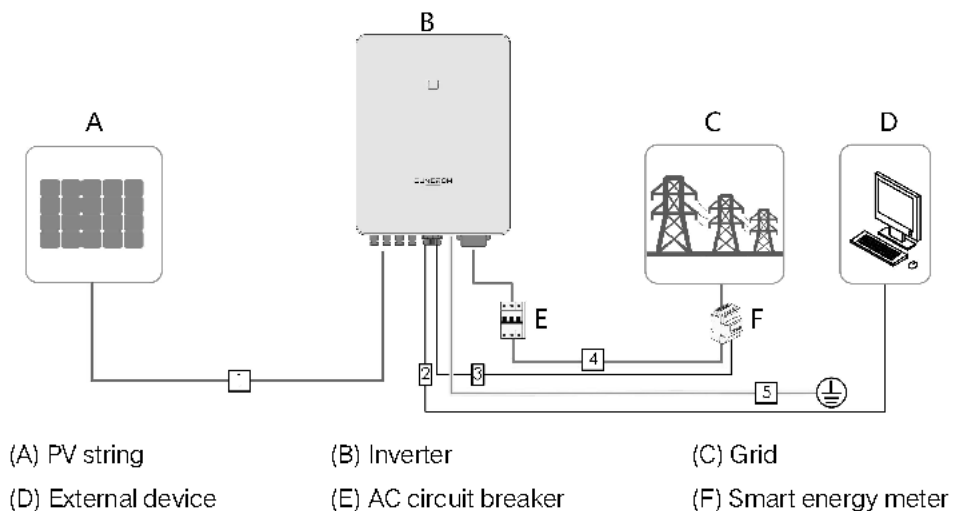 B
A
C
D
E
F
4
2
3
5
(A) PV string
(B) Inverter
(C) Grid
(D) External device
(E) AC circuit breaker
(F) Smart energy meter